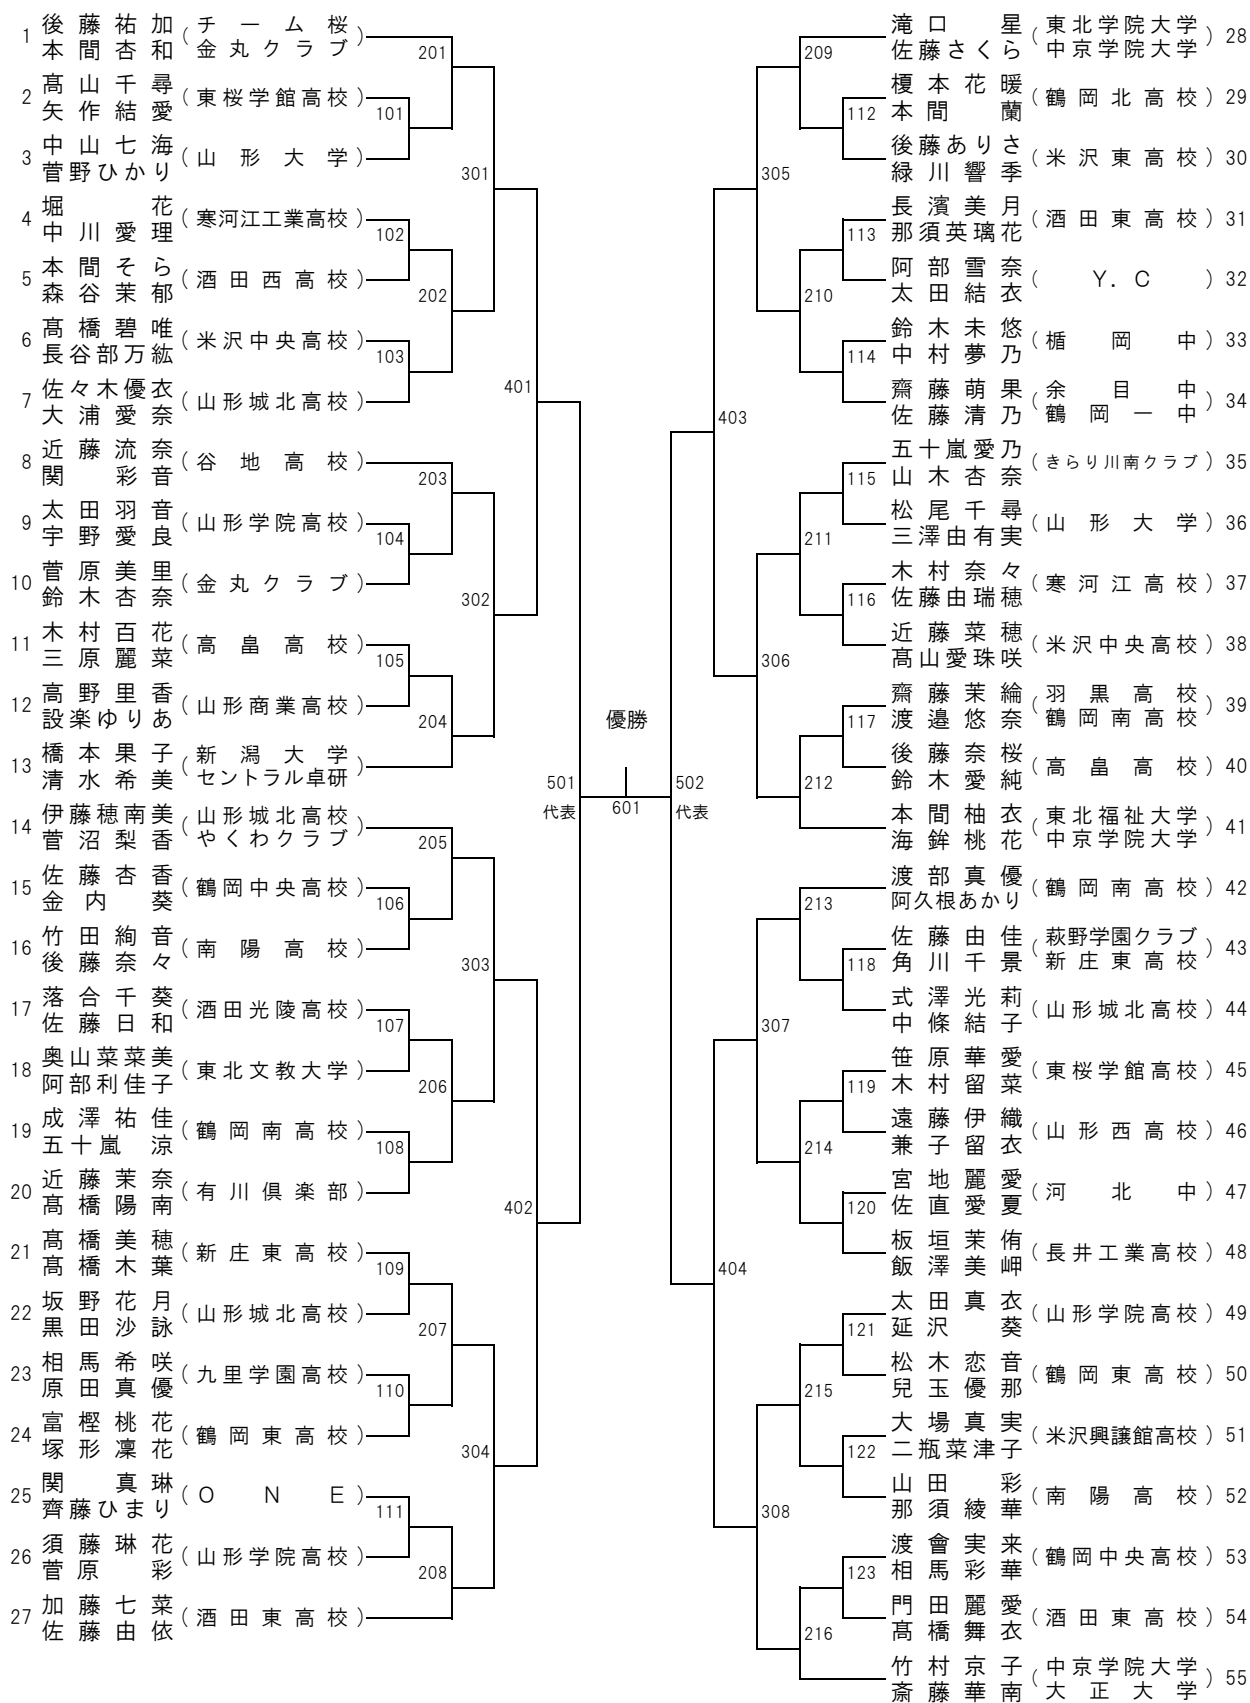 1 後藤祐加 (チーム桜
本間杏和 金丸クラブ)
2 髙山千尋 (東桜学館高校)
矢作結愛
3 中山七海 (山形大学)
菅野ひかり
4 堀花 (寒河江工業高校)
中川愛理
5 本間そら (酒田西高校)
森谷茉郁
6 髙橋碧唯 (米沢中央高校)
長谷部万紘
7 佐々木優衣 (山形城北高校)
大浦愛奈
8 近藤流奈 (谷地高校)
関彩音
9 太田羽音 (山形学院高校)
宇野愛良
10 菅原美里 (金丸クラブ)
鈴木杏奈
11 木村百花 (高畠高校)
三原麗菜
12 高野里香 (山形商業高校)
設楽ゆりあ
13 橋本果子 (新潟大学
清水希美 セントラル卓研)
14 伊藤穂南美 (山形城北高校
菅沼梨香 やくわクラブ)
15 佐藤杏香 (鶴岡中央高校)
金内葵
16 竹田絢音 (南陽高校)
後藤奈々
17 落合千葵 (酒田光陵高校)
佐藤日和
18 奥山菜菜美 (東北文教大学)
阿部利佳子
19 成澤祐佳 (鶴岡南高校)
五十嵐涼
20 近藤茉奈 (有川倶楽部)
髙橋陽南
21 髙橋美穂 (新庄東高校)
髙橋木葉
22 坂野花月 (山形城北高校)
黒田沙詠
23 相馬希咲 (九里学園高校)
原田真優
24 富樫桃花 (鶴岡東高校)
塚形凜花
25 関真琳 (ONE)
齊藤ひまり
26 須藤琳花 (山形学院高校)
菅原彩
27 加藤七菜 (酒田東高校)
佐藤由依
201
101
301
102
202
103
401
203
104
302
105
204
205
106
303
107
206
108
402
109
207
110
304
111
208
501
代表
優勝
601
502
代表
209
112
305
113
210
114
403
115
211
116
306
117
212
213
118
307
119
214
120
404
121
215
122
308
123
216
滝口星 (東北学院大学 28
佐藤さくら 中京学院大学)
榎本花暖 (鶴岡北高校) 29
本間蘭
後藤ありさ (米沢東高校) 30
緑川響季
長濱美月 (酒田東高校) 31
那須英璃花
阿部雪奈 (Y.C) 32
太田結衣
鈴木未悠 (楯岡中) 33
中村夢乃
齋藤萌果 (余目中 34
佐藤清乃 鶴岡一中)
五十嵐愛乃 (きらり川南クラブ) 35
山木杏奈
松尾千尋 (山形大学) 36
三澤由有実
木村奈々 (寒河江高校) 37
佐藤由瑞穂
近藤菜穂 (米沢中央高校) 38
髙山愛珠咲
齋藤茉綸 (羽黒高校 39
渡邉悠奈 鶴岡南高校)
後藤奈桜 (高畠高校) 40
鈴木愛純
本間柚衣 (東北福祉大学 41
海鉾桃花 中京学院大学)
渡部真優 (鶴岡南高校) 42
阿久根あかり
佐藤由佳 (萩野学園クラブ 43
角川千景 新庄東高校)
式澤光莉 (山形城北高校) 44
中條結子
笹原華愛 (東桜学館高校) 45
木村留菜
遠藤伊織 (山形西高校) 46
兼子留衣
宮地麗愛 (河北中) 47
佐直愛夏
板垣茉侑 (長井工業高校) 48
飯澤美岬
太田真衣 (山形学院高校) 49
延沢葵
松木恋音 (鶴岡東高校) 50
兒玉優那
大場真実 (米沢興譲館高校) 51
二瓶菜津子
山田彩 (南陽高校) 52
那須綾華
渡會実来 (鶴岡中央高校) 53
相馬彩華
門田麗愛 (酒田東高校) 54
髙橋舞衣
竹村京子 (中京学院大学 55
斎藤華南 大正大学)